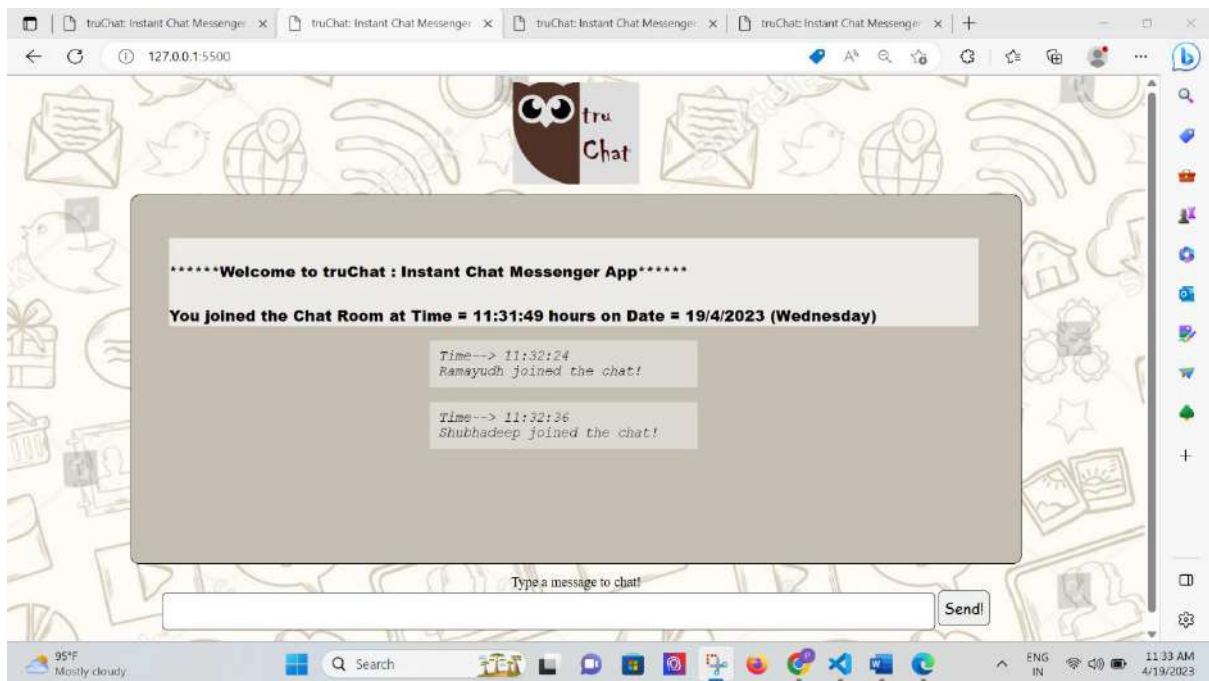 truChat: Instant Chat Messenger
truChat: Instant Chat Messenger
truChat: Instant Chat Messenger
truChat: Instant Chat Messenger
127.0.0.1:5500
tru
Chat
******Welcome to truChat : Instant Chat Messenger App******
You joined the Chat Room at Time = 11:31:49 hours on Date = 19/4/2023 (Wednesday)
Time--> 11:32:24
Ramayudh joined the chat!
Time--> 11:32:36
Shubhadeep joined the chat!
Type a message to chat!
Send!
95°F
Mostly cloudy
Search
ENG
IN
11:33 AM
4/19/2023